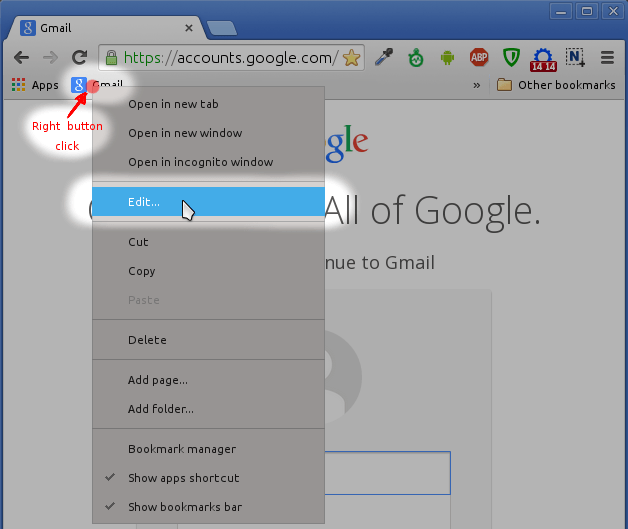 Gmail
https://accounts.google.com/
ABP
14 14
N
Apps
g Gmail
»
Other bookmarks
Right button
click
Open in new tab
Open in new window
Open in incognito window
Edit...
All of Google.
Cut
Copy
nue to Gmail
Paste
Delete
Add page...
Add folder...
Bookmark manager
Show apps shortcut
Show bookmarks bar